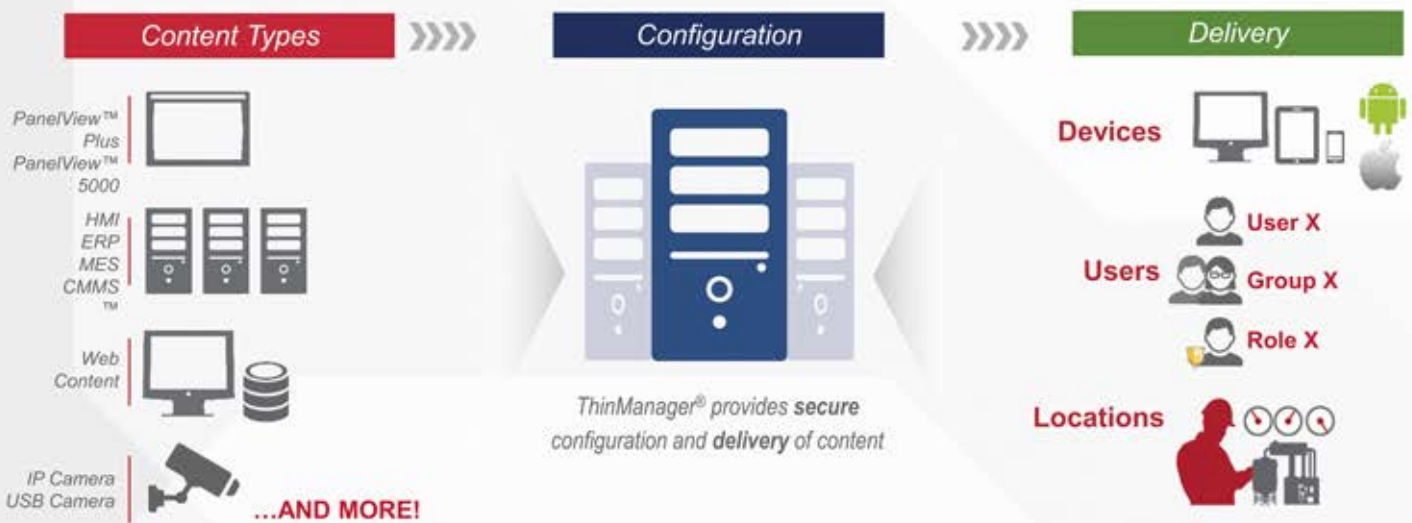 Content Types
Configuration
Delivery
PanelView™
Plus
PanelView™
5000
HMI
ERP
MES
CMMS
™
Web
Content
IP Camera
USB Camera
...AND MORE!
ThinManager® provides secure
configuration and delivery of content
Devices
Users
User X
Group X
Role X
Locations